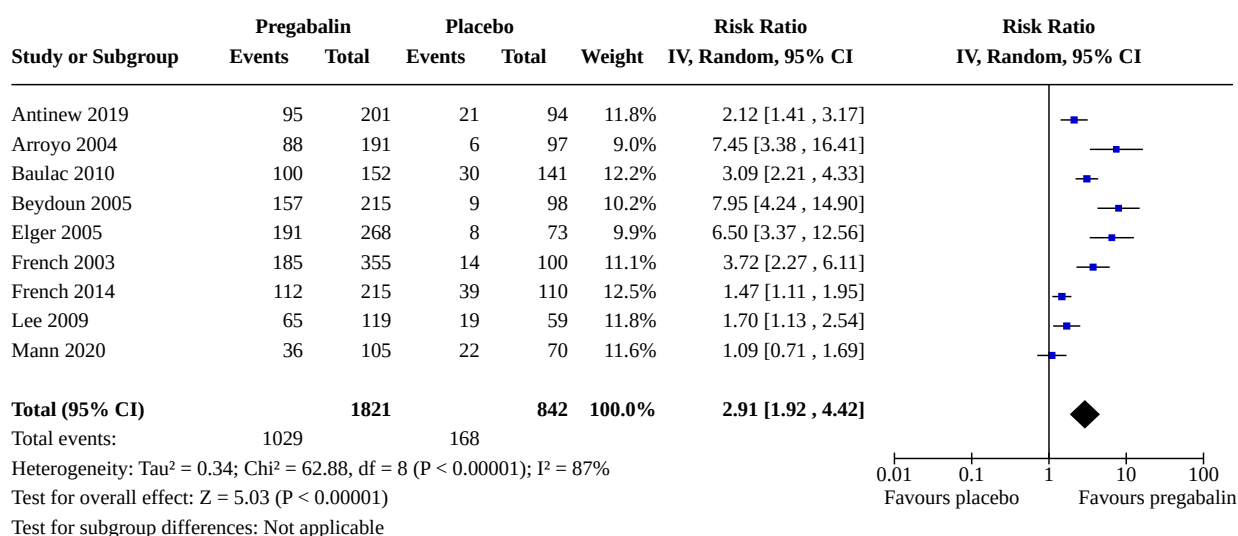 Pregabalin Placebo Risk Ratio Risk Ratio
Study or Subgroup Events Total Events Total Weight IV, Random, 95% CI IV, Random, 95% CI
Antinew 2019 95 201 21 94 11.8% 2.12 [1.41 , 3.17]
Arroyo 2004 88 191 6 97 9.0% 7.45 [3.38 , 16.41]
Baulac 2010 100 152 30 141 12.2% 3.09 [2.21 , 4.33]
Beydoun 2005 157 215 9 98 10.2% 7.95 [4.24 , 14.90]
Elger 2005 191 268 8 73 9.9% 6.50 [3.37 , 12.56]
French 2003 185 355 14 100 11.1% 3.72 [2.27 , 6.11]
French 2014 112 215 39 110 12.5% 1.47 [1.11 , 1.95]
Lee 2009 65 119 19 59 11.8% 1.70 [1.13 , 2.54]
Mann 2020 36 105 22 70 11.6% 1.09 [0.71 , 1.69]
Total (95% CI) 1821 842 100.0% 2.91 [1.92 , 4.42]
Total events: 1029 168
Heterogeneity: Tau² = 0.34; Chi² = 62.88, df = 8 (P < 0.00001); I² = 87%
0.01 0.1 1 10 100
Test for overall effect: Z = 5.03 (P < 0.00001)
Favours placebo Favours pregabalin
Test for subgroup differences: Not applicable